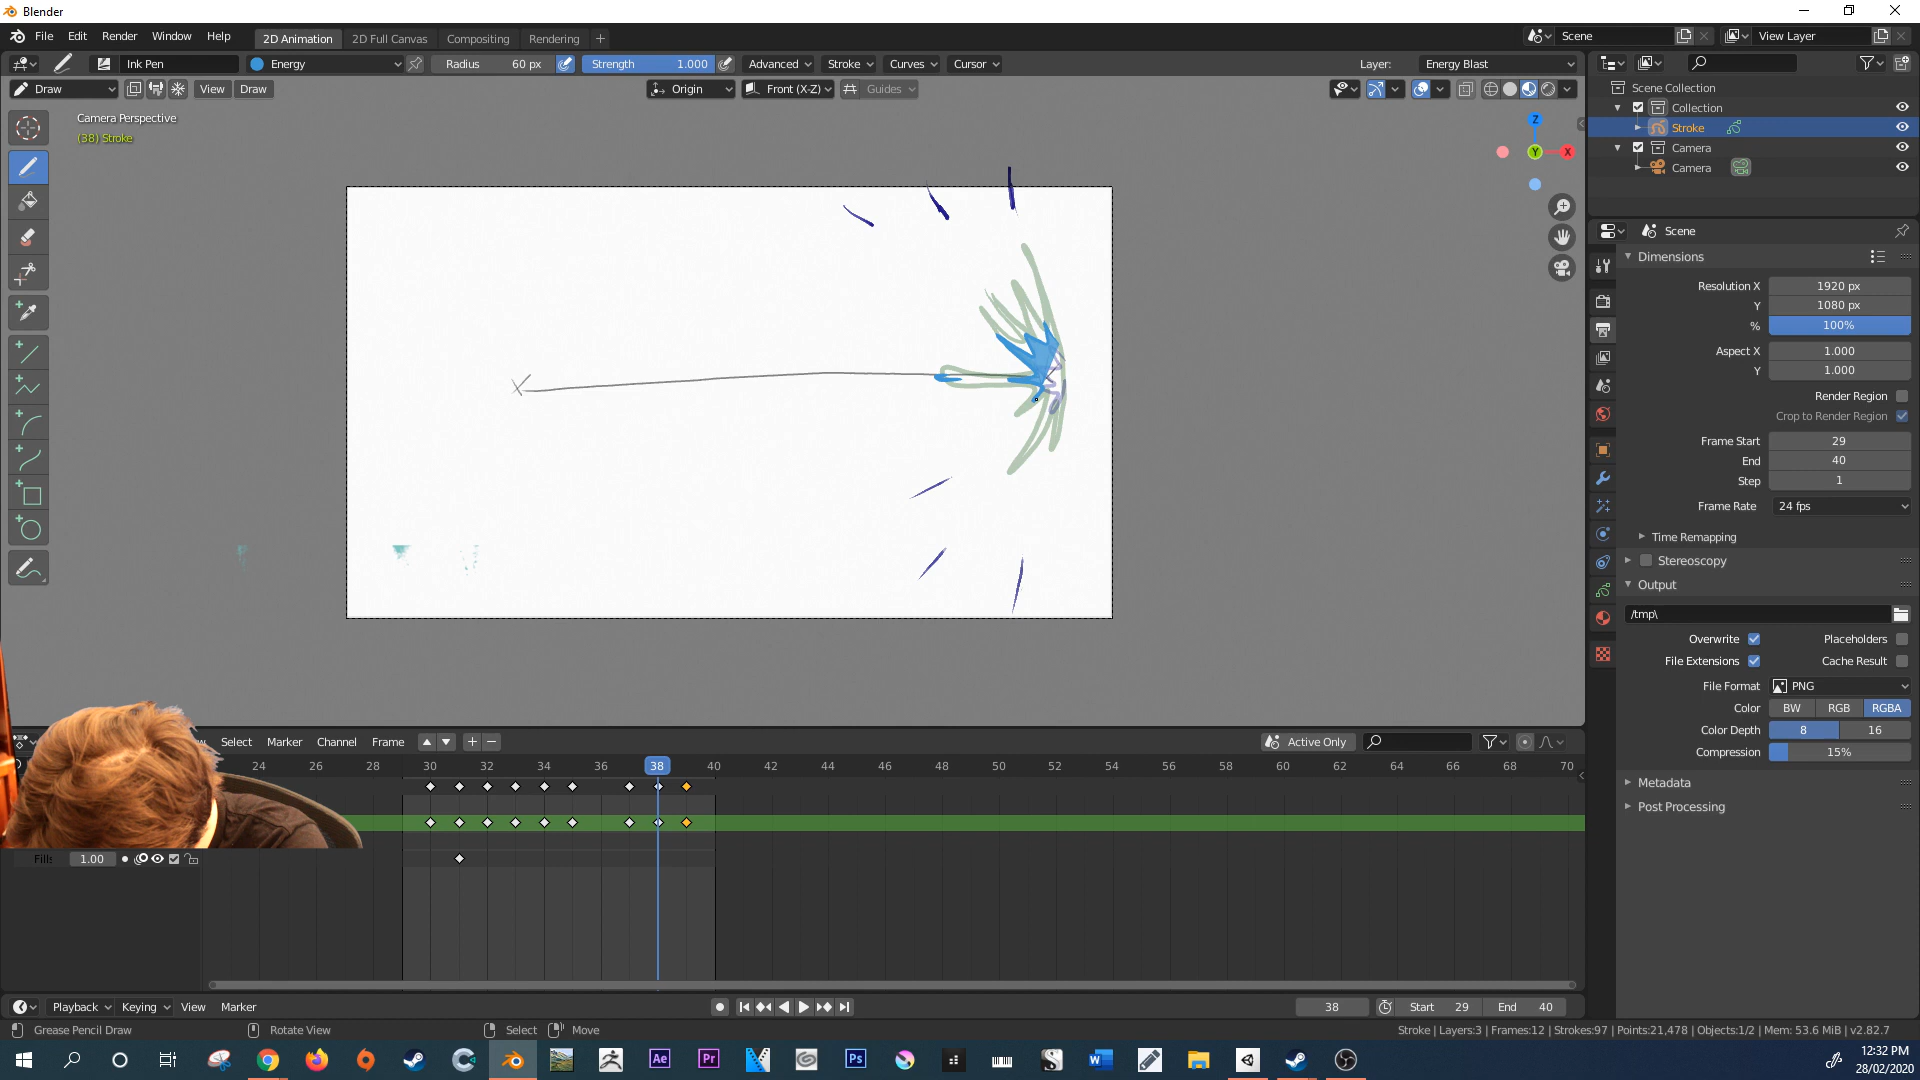 Blender
File Edit Render Window Help 2D Animation 2D Full Canvas Compositing Rendering + Scene View Layer
Ink Pen Energy Radius 60 px Strength 1.000 Advanced Stroke Curves Cursor Layer: Energy Blast
Draw View Draw Origin Front (X-Z) Guides
Camera Perspective
(38) Stroke
Z
Y
X
Scene Collection
Collection
Stroke
Camera
Camera
Scene
Dimensions
Resolution X 1920 px
Y 1080 px
% 100%
Aspect X 1.000
Y 1.000
Render Region
Crop to Render Region
Frame Start 29
End 40
Step 1
Frame Rate 24 fps
Time Remapping
Stereoscopy
Output
/tmp\
Overwrite Placeholders
File Extensions Cache Result
File Format PNG
Color BW RGB RGBA
Color Depth 8 16
Compression 15%
Metadata
Post Processing
Select Marker Channel Frame Active Only
24 26 28 30 32 34 36 38 40 42 44 46 48 50 52 54 56 58 60 62 64 66 68 70
Fills 1.00
Playback Keying View Marker 38 Start 29 End 40
Grease Pencil Draw Rotate View Select Move Stroke | Layers:3 | Frames:12 | Strokes:97 | Points:21,478 | Objects:1/2 | Mem: 53.6 MiB | v2.82.7
Ae Pr Ps
12:32 PM
28/02/2020